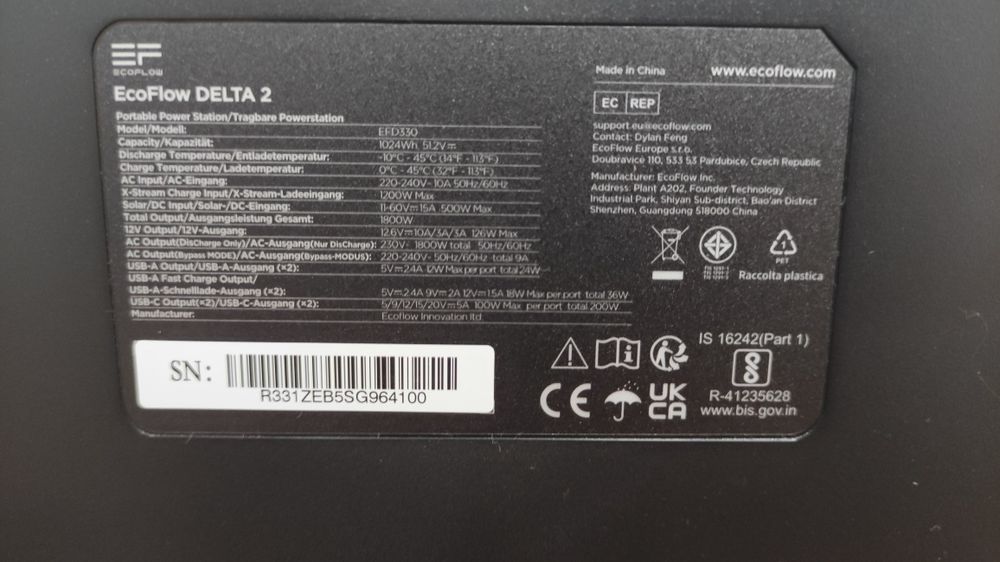 EF
ECOFLOW
EcoFlow DELTA 2
Portable Power Station/Tragbare Powerstation
Model/Modell: EFD330
Capacity/Kapazität: 1024Wh 51.2V⎓
Discharge Temperature/Entladetemperatur: -10°C - 45°C (14°F - 113°F)
Charge Temperature/Ladetemperatur: 0°C - 45°C (32°F - 113°F)
AC Input/AC-Eingang: 220-240V~ 10A 50Hz/60Hz
X-Stream Charge Input/X-Stream-Ladeeingang: 1200W Max
Solar/DC Input/Solar-/DC-Eingang: 11-60V⎓15A 500W Max
Total Output/Ausgangsleistung Gesamt: 1800W
12V Output/12V-Ausgang: 12.6V⎓10A/3A/3A 126W Max
AC Output(DisCharge Only)/AC-Ausgang(Nur DisCharge): 230V~ 1800W total 50Hz/60Hz
AC Output(Bypass MODE)/AC-Ausgang(Bypass-MODUS): 220-240V~ 50Hz/60Hz total 9A
USB-A Output/USB-A-Ausgang (×2): 5V⎓2.4A 12W Max per port total 24W
USB-A Fast Charge Output/
USB-A-Schnelllade-Ausgang (×2): 5V⎓2.4A 9V⎓2A 12V⎓1.5A 18W Max per port total 36W
USB-C Output(×2)/USB-C-Ausgang (×2): 5/9/12/15/20V⎓5A 100W Max per port total 200W
Manufacturer: Ecoflow Innovation ltd
SN:
R331ZEB5SG964100
Made in China www.ecoflow.com
EC REP
support.eu@ecoflow.com
Contact: Dylan Feng
EcoFlow Europe s.r.o.
Doubravice 110, 533 53 Pardubice, Czech Republic
Manufacturer: EcoFlow Inc.
Address: Plant A202, Founder Technology
Industrial Park, Shiyan Sub-district, Bao'an District
Shenzhen, Guangdong 518000 China
1
PET
Raccolta plastica
IS 16242(Part 1)
CE
UK
CA
R-41235628
www.bis.gov.in